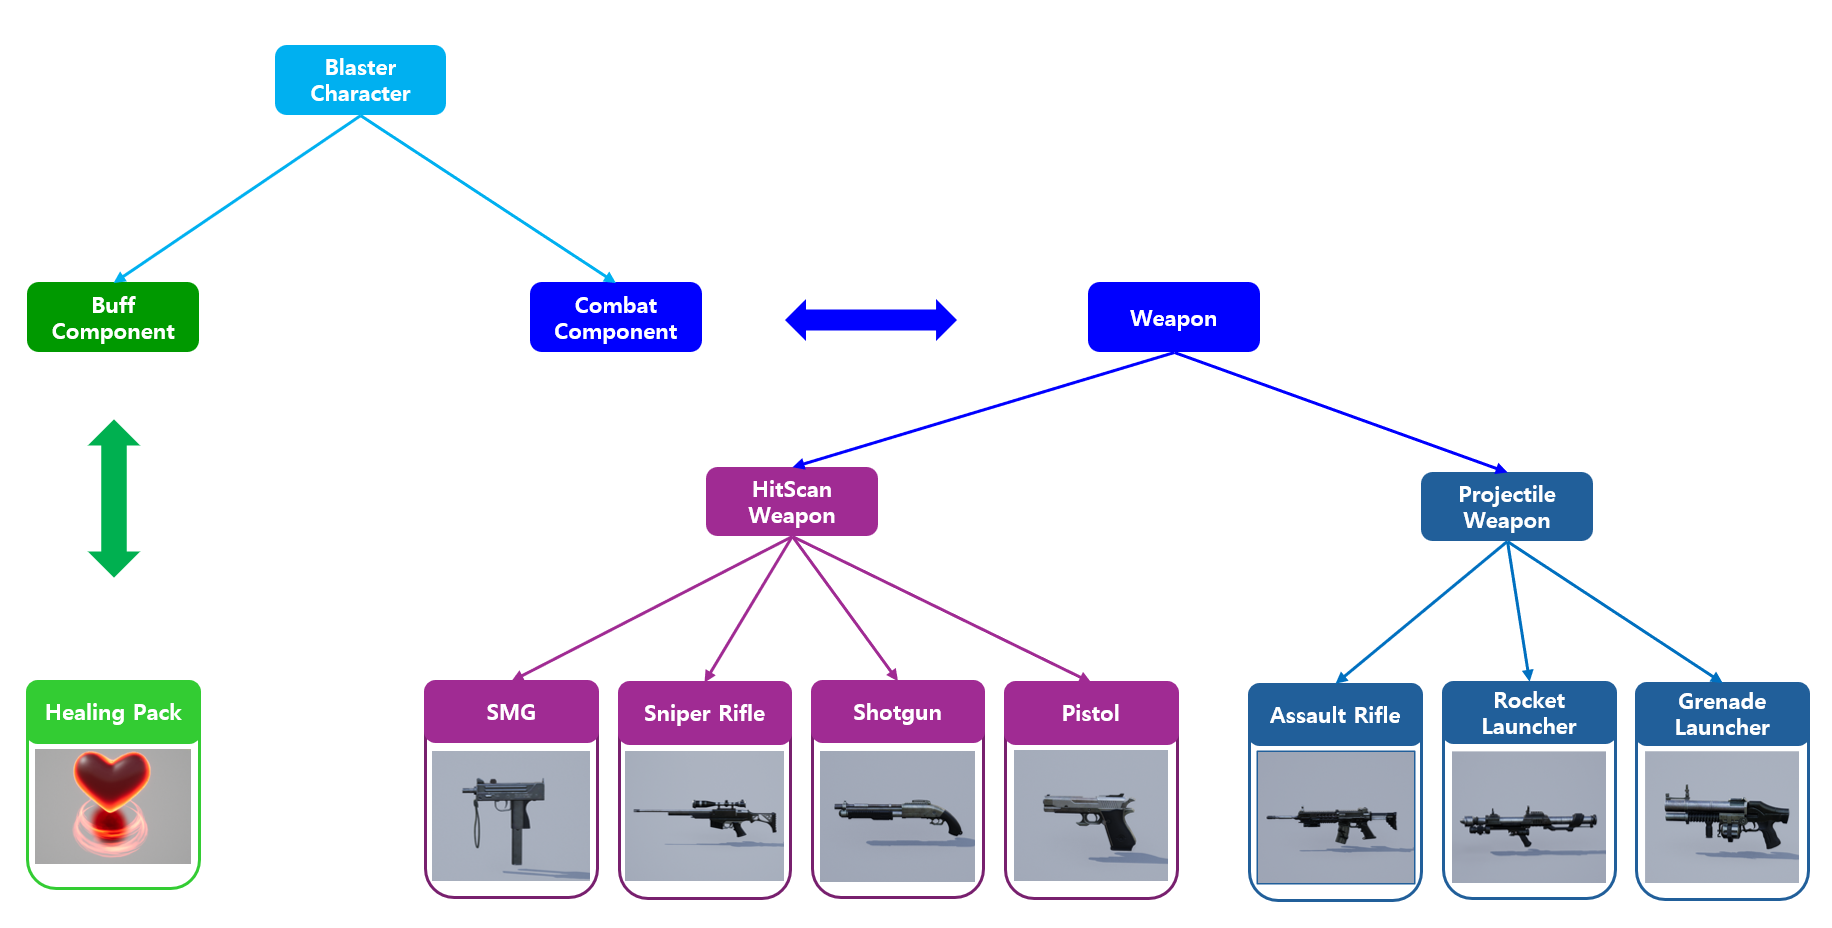 Blaster
Character
Buff
Component
Combat
Component
Weapon
HitScan
Weapon
Projectile
Weapon
Healing Pack
SMG
Sniper Rifle
Shotgun
Pistol
Assault Rifle
Rocket
Launcher
Grenade
Launcher